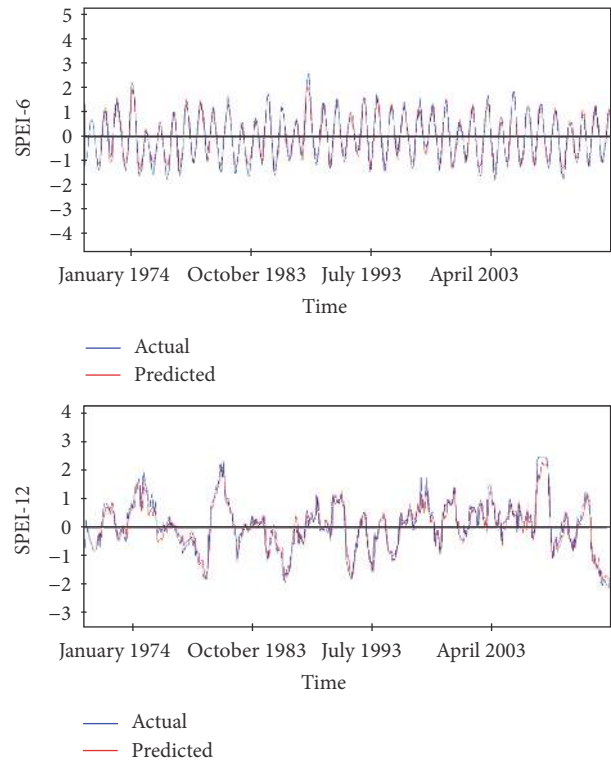 5
4
3
2
1
0
−1
−2
−3
−4
SPEI-6
January 1974 October 1983 July 1993 April 2003
Time
Actual
Predicted
4
3
2
1
0
−1
−2
−3
SPEI-12
January 1974 October 1983 July 1993 April 2003
Time
Actual
Predicted